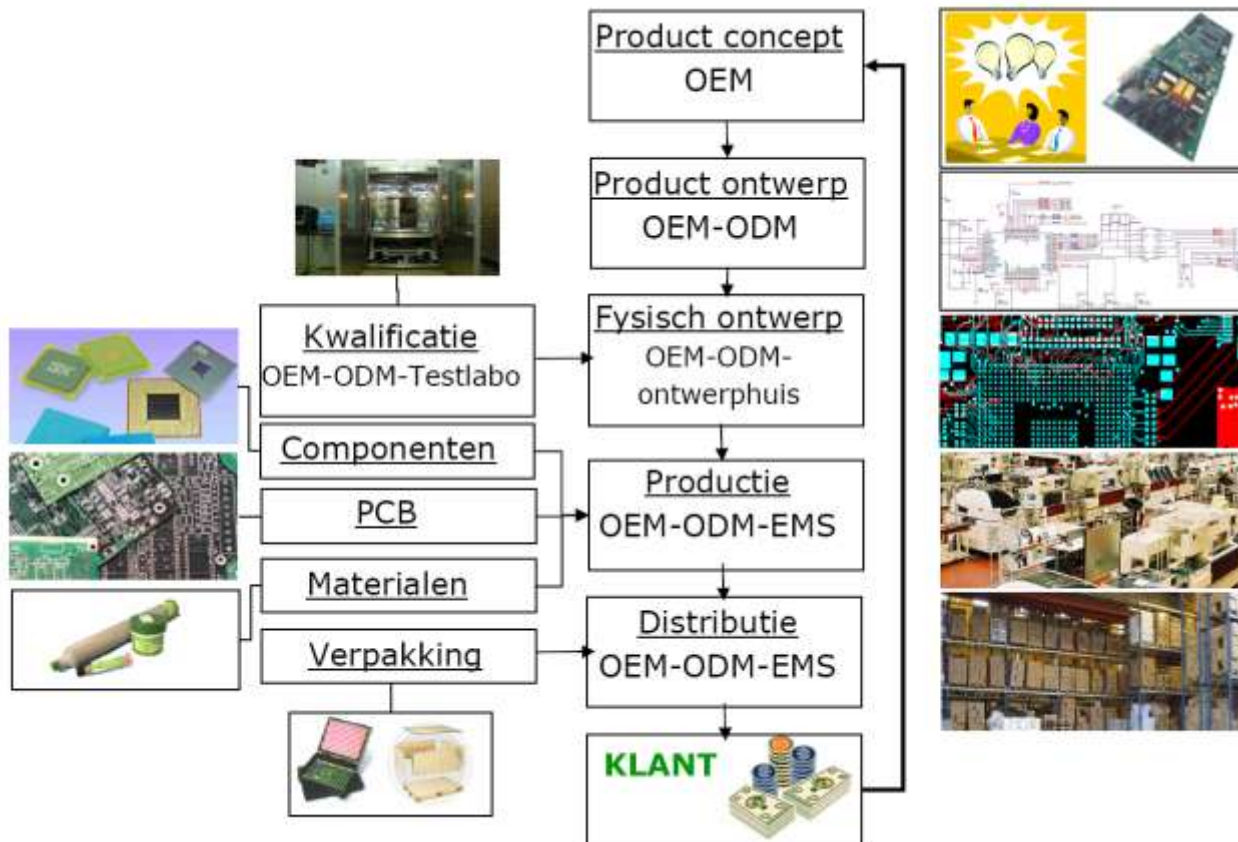 Product concept
OEM
Product ontwerp
OEM-ODM
Kwalificatie
OEM-ODM-Testlabo
Fysisch ontwerp
OEM-ODM-
ontwerphuis
Componenten
PCB
Materialen
Productie
OEM-ODM-EMS
Verpakking
Distributie
OEM-ODM-EMS
KLANT